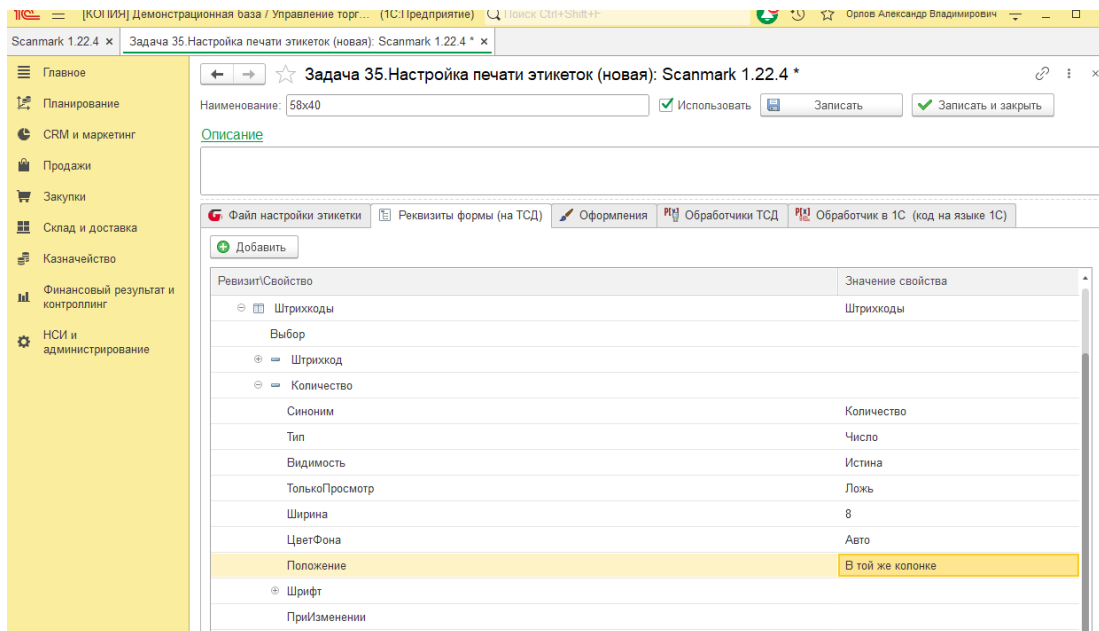 [КОПИЯ] Демонстрационная база / Управление торг... (1С:Предприятие) Поиск Ctrl+Shift+F Орлов Александр Владимирович
Scanmark 1.22.4 × Задача 35.Настройка печати этикеток (новая): Scanmark 1.22.4 * ×
Главное
Планирование
CRM и маркетинг
Продажи
Закупки
Склад и доставка
Казначейство
Финансовый результат и
контроллинг
НСИ и
администрирование
Задача 35.Настройка печати этикеток (новая): Scanmark 1.22.4 *
Наименование: 58х40 Использовать Записать Записать и закрыть
Описание
Файл настройки этикетки Реквизиты формы (на ТСД) Оформления Обработчики ТСД Обработчик в 1С (код на языке 1С)
Добавить
Ревизит\Свойство Значение свойства
Штрихкоды Штрихкоды
Выбор
Штрихкод
Количество
Синоним Количество
Тип Число
Видимость Истина
ТолькоПросмотр Ложь
Ширина 8
ЦветФона Авто
Положение В той же колонке
Шрифт
ПриИзменении